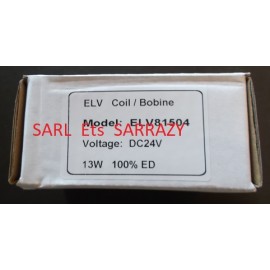 ELV Coil / Bobine
Model: ELV81504
SARL Ets SARRAZY
Voltage: DC24V
13W 100% ED